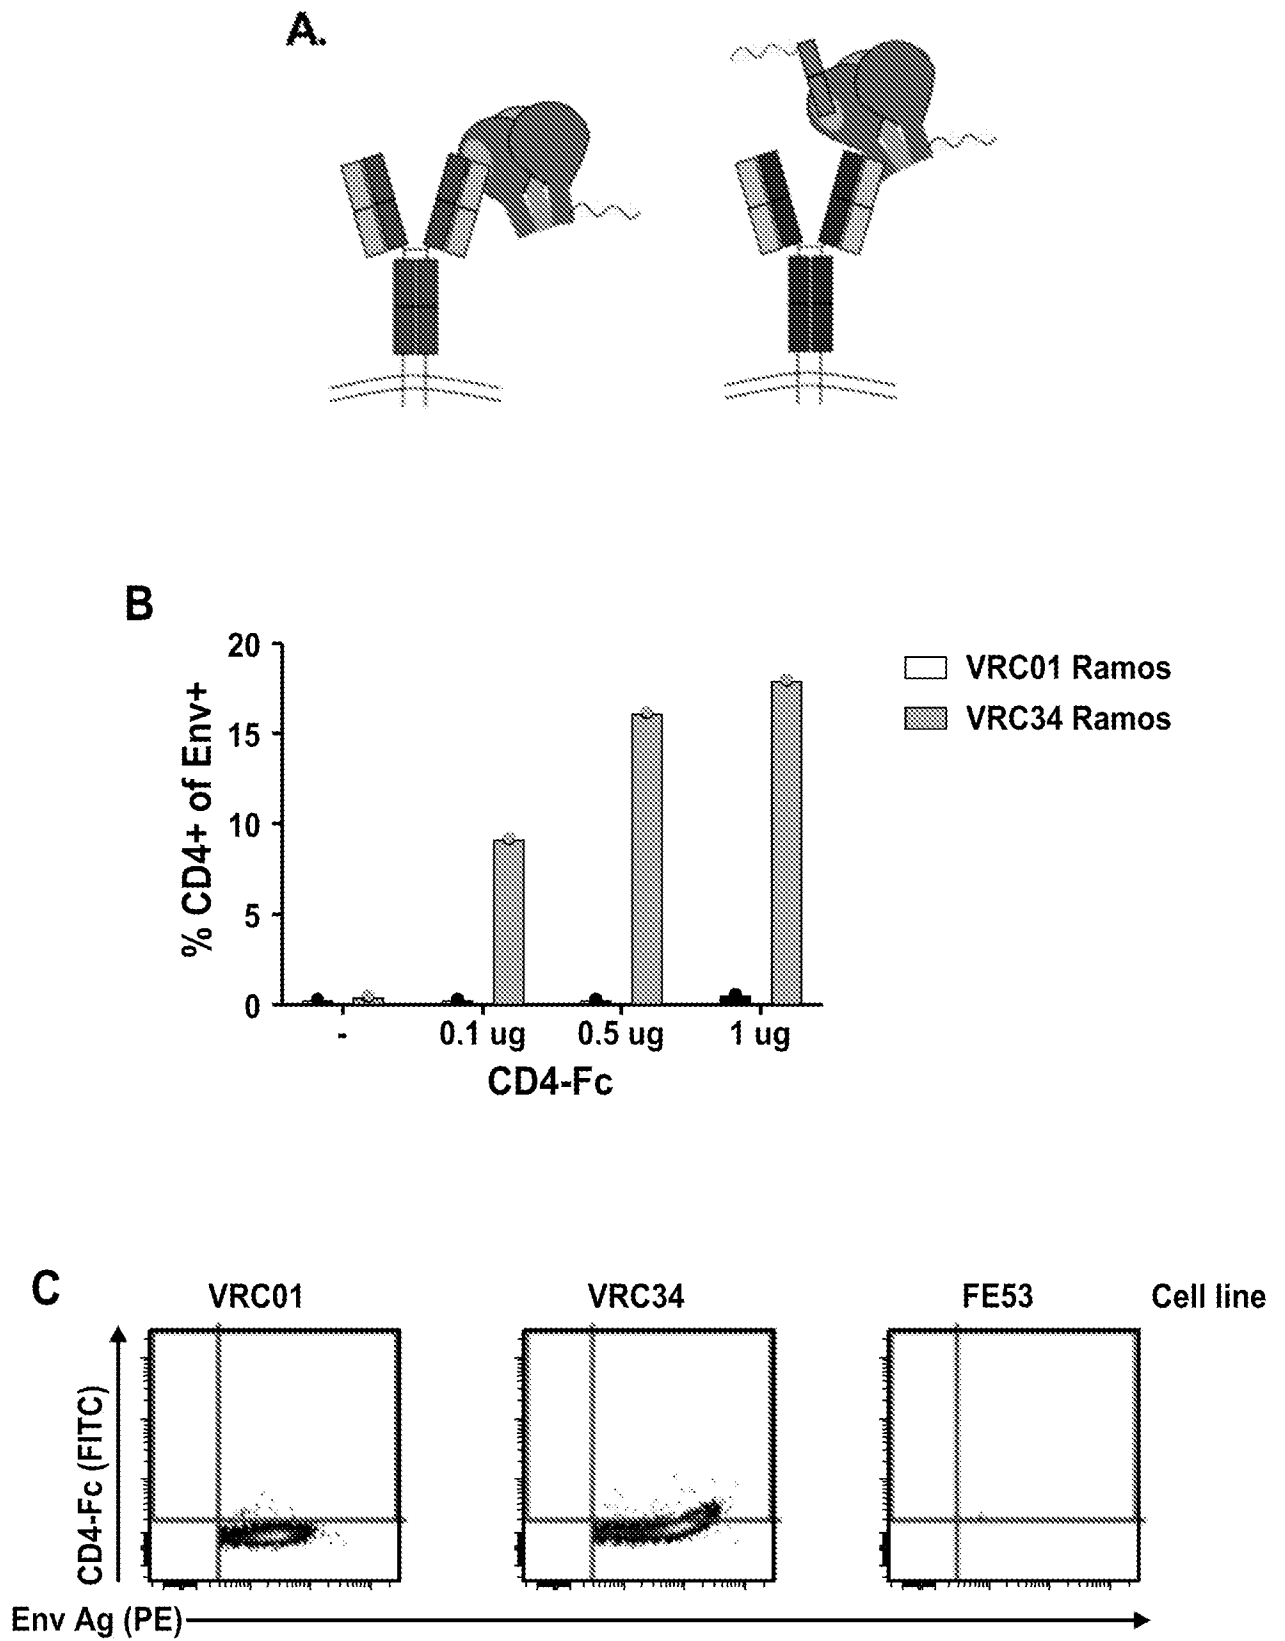 A.
B
% CD4+ of Env+
20
15
10
5
0
-
0.1 ug
0.5 ug
1 ug
CD4-Fc
VRC01 Ramos
VRC34 Ramos
C
VRC01
VRC34
FE53
Cell line
CD4-Fc (FITC)
Env Ag (PE)